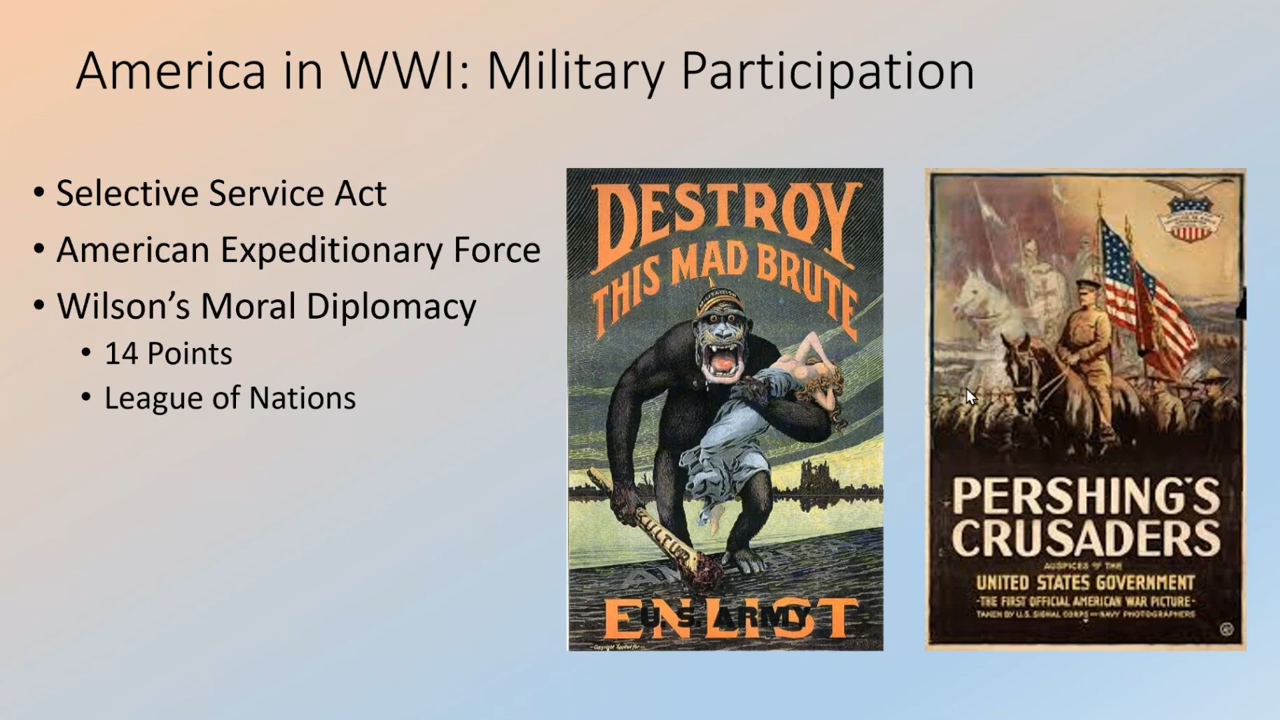 America in WWI: Military Participation
• Selective Service Act
• American Expeditionary Force
• Wilson's Moral Diplomacy
• 14 Points
• League of Nations
DESTROY
THIS MAD BRUTE
MILITARISM
KULTUR
ENLIST
U.S. ARMY
PERSHING'S
CRUSADERS
AUSPICES OF THE
UNITED STATES GOVERNMENT
-THE FIRST OFFICIAL AMERICAN WAR PICTURE-
TAKEN BY U.S. SIGNAL CORPS AND NAVY PHOTOGRAPHERS